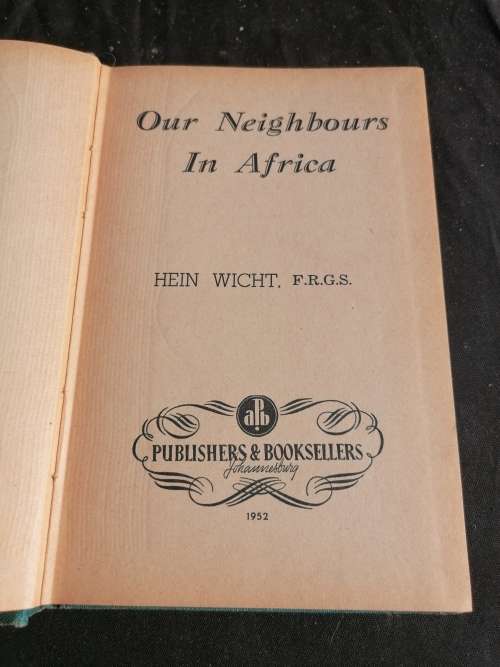 Our Neighbours
In Africa
HEIN WICHT, F.R.G.S.
apb
PUBLISHERS & BOOKSELLERS
Johannesburg
1952